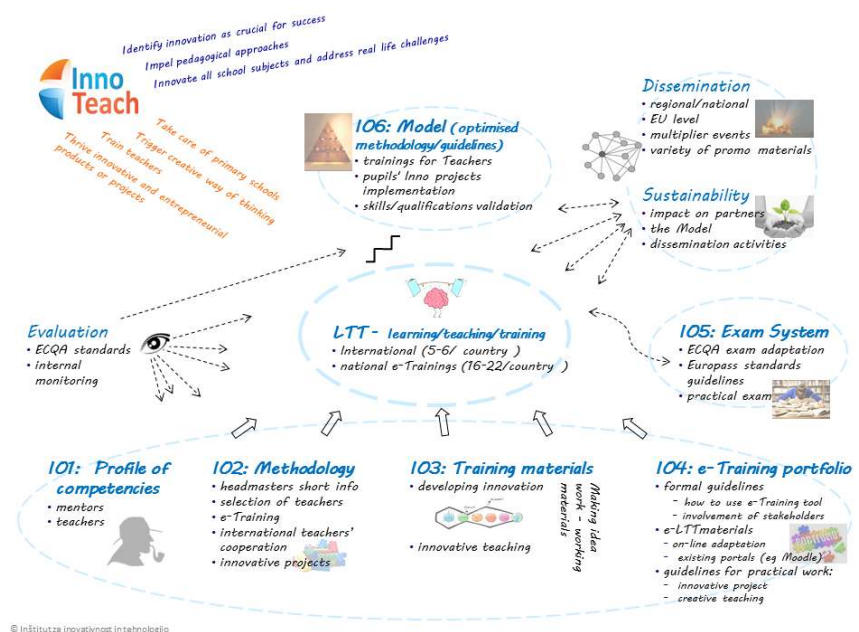 Inno
Teach
Identify innovation as crucial for success
Impel pedagogical approaches
Innovate all school subjects and address real life challenges
Take care of primary schools
Trigger creative way of thinking
Train teachers
Thrive innovative and entrepreneurial
products or projects
IO6: Model (optimised
methodology/guidelines)
• trainings for Teachers
• pupils' Inno projects
implementation
• skills/qualifications validation
Dissemination
• regional/national
• EU level
• multiplier events
• variety of promo materials
Sustainability
• impact on partners
• the Model
• dissemination activities
Evaluation
• ECQA standards
• internal
monitoring
LTT - learning/teaching/training
• International (5-6/ country )
• national e-Trainings (16-22/country )
IO5: Exam System
• ECQA exam adaptation
• Europass standards
guidelines
• practical exam
IO1: Profile of
competencies
• mentors
• teachers
IO2: Methodology
• headmasters short info
• selection of teachers
• e-Training
• international teachers'
cooperation
• innovative projects
IO3: Training materials
• developing innovation
• innovative teaching
Making idea
work - working
materials
IO4: e-Training portfolio
• formal guidelines
- how to use e-Training tool
- involvement of stakeholders
• e-LTTmaterials
- on-line adaptation
- existing portals (eg Moodle)
• guidelines for practical work:
- innovative project
- creative teaching
© Inštitut za inovativnost in tehnologijo